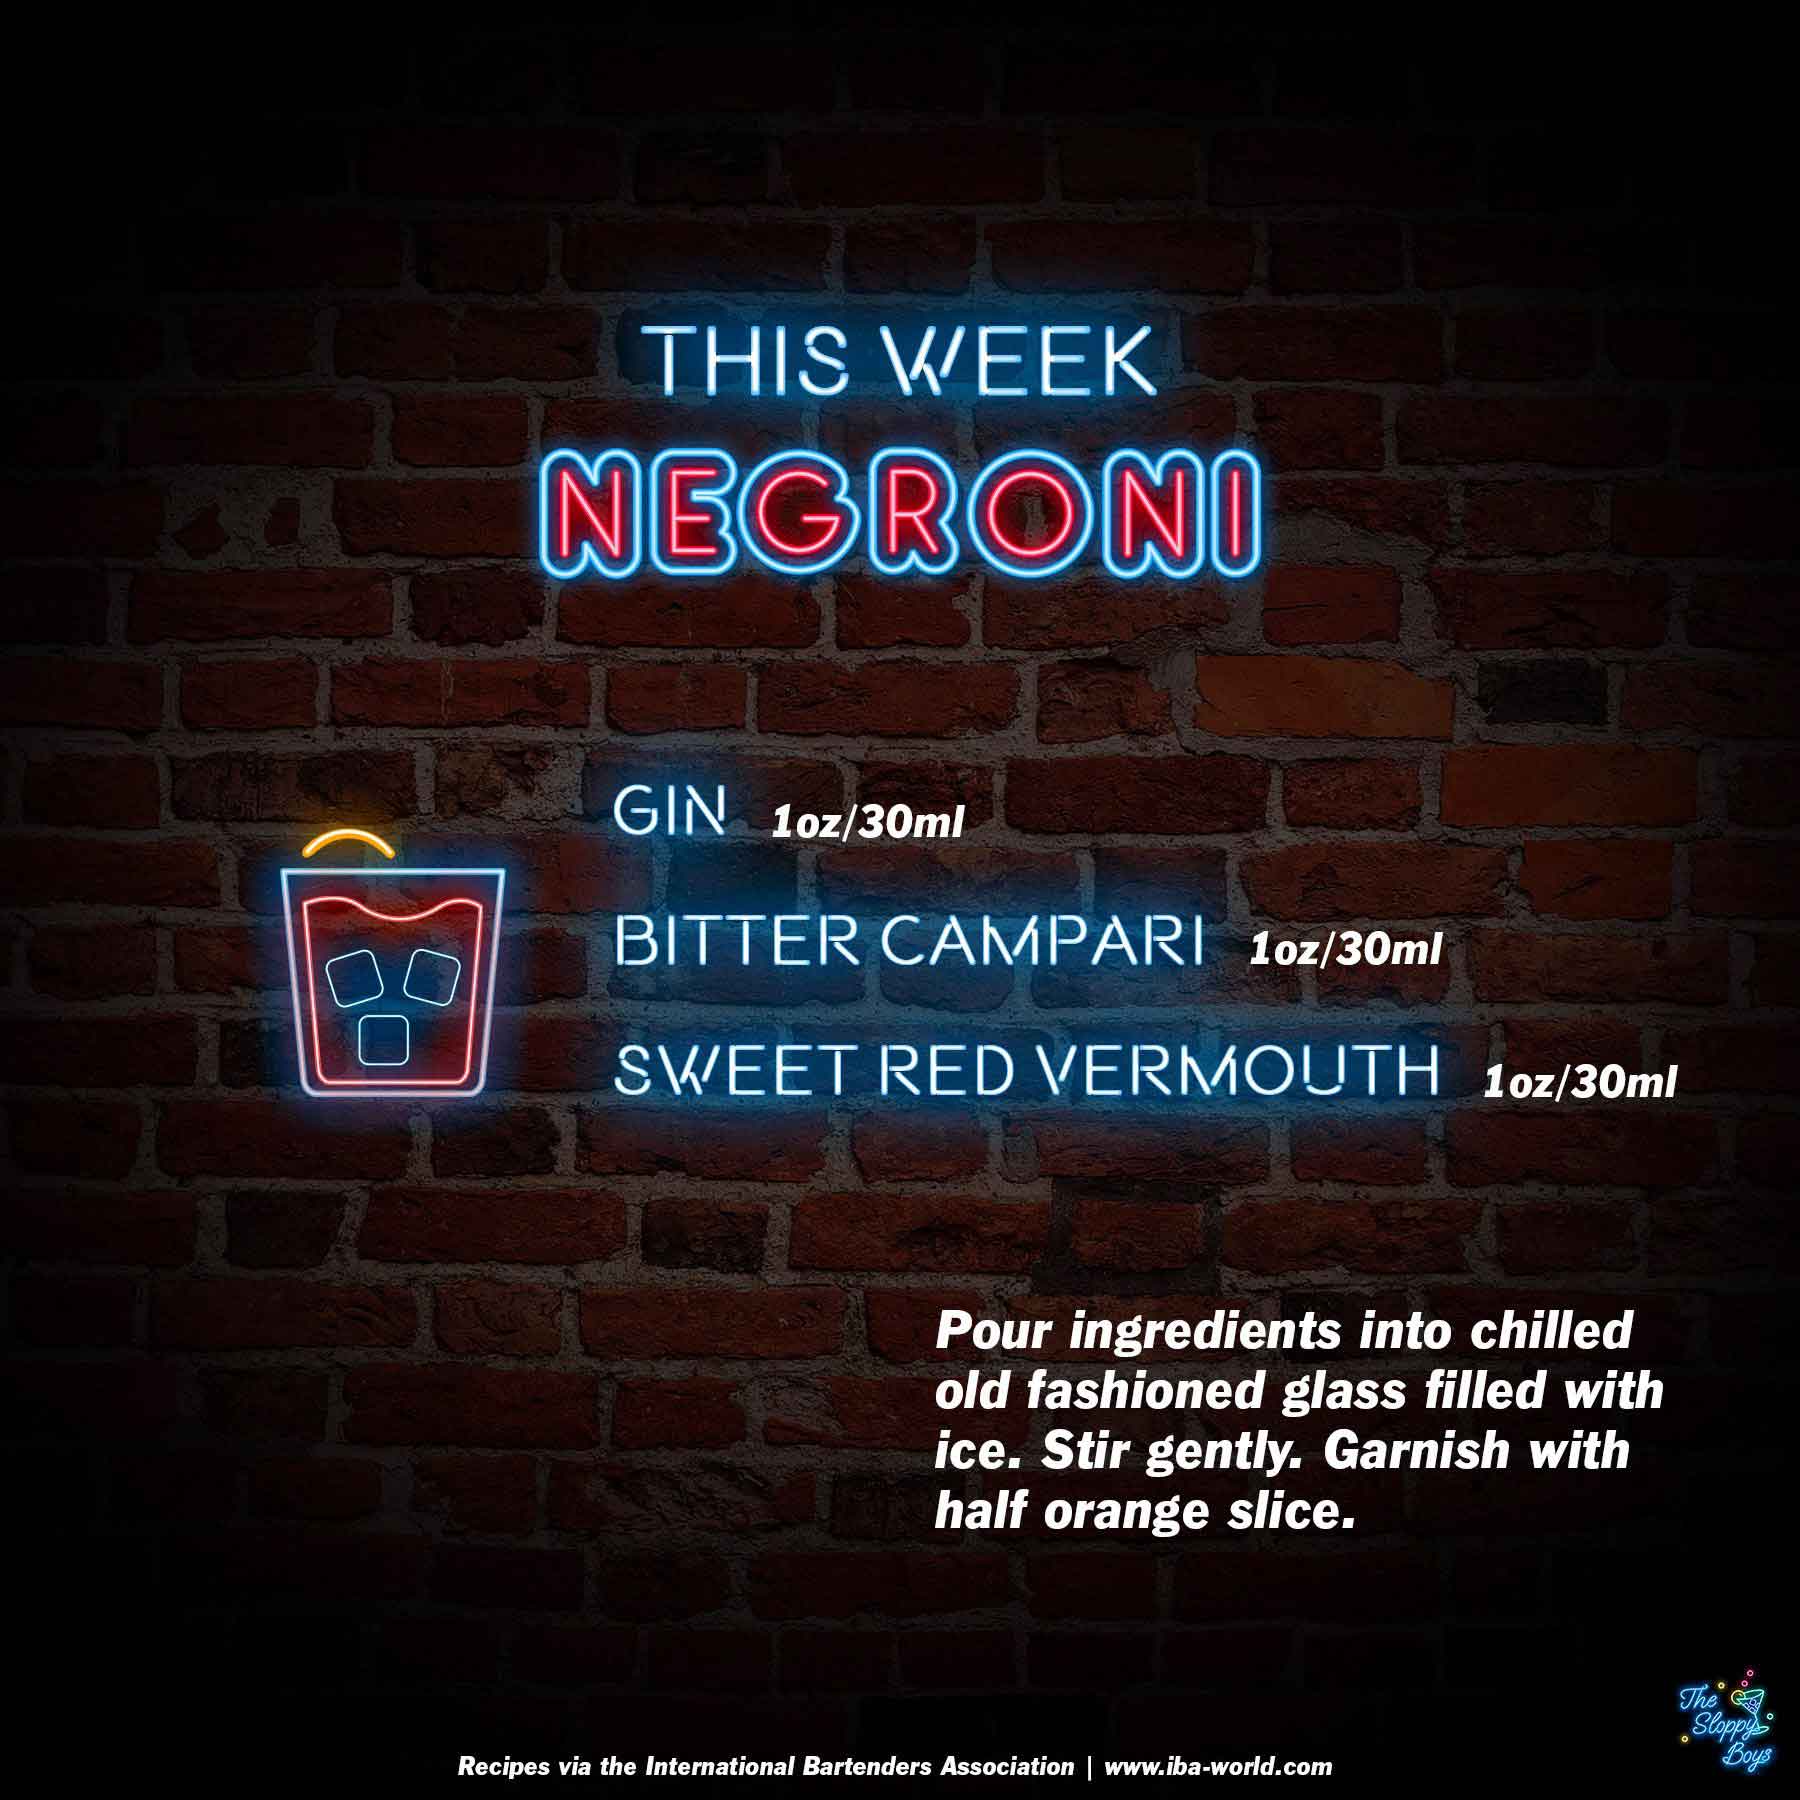 THIS WEEK
NEGRONI
GIN 1oz/30ml
BITTER CAMPARI 1oz/30ml
SWEET RED VERMOUTH 1oz/30ml
Pour ingredients into chilled
old fashioned glass filled with
ice. Stir gently. Garnish with
half orange slice.
The
Sloppy
Boys
Recipes via the International Bartenders Association | www.iba-world.com